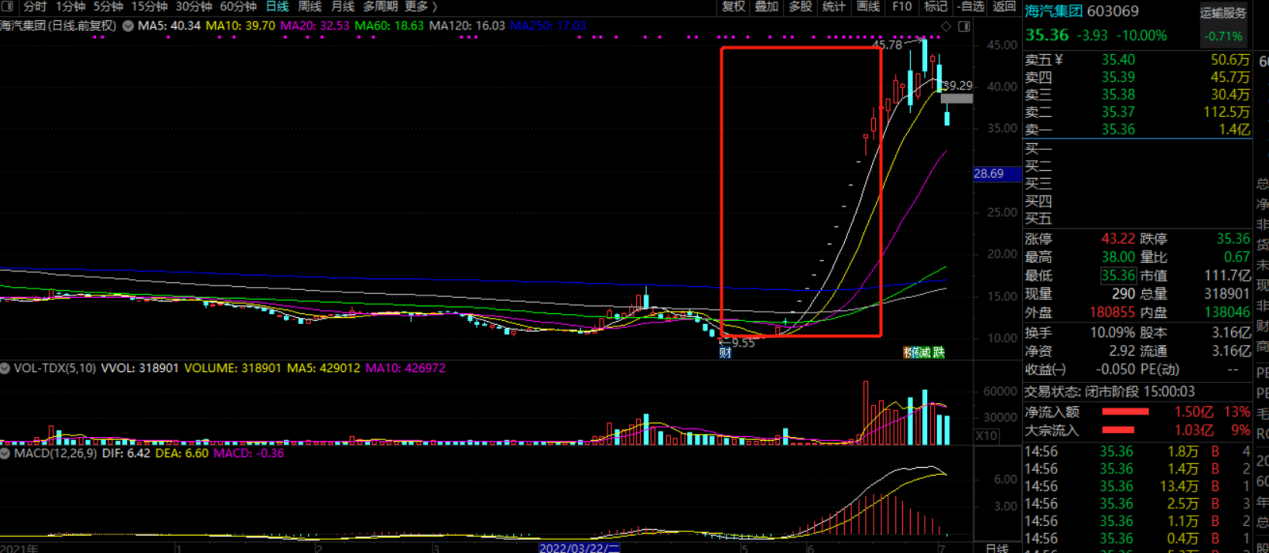 分时 1分钟 5分钟 15分钟 30分钟 60分钟 日线 周线 月线 多周期 更多 〉
复权 叠加 多股 统计 画线 F10 标记 -自选 返回
海汽集团(日线.前复权) MA5: 40.34 MA10: 39.70 MA20: 32.53 MA60: 18.63 MA120: 16.03 MA250: 17.03
45.78
39.29
9.55
财
减 跌
45.00
40.00
35.00
28.69
25.00
20.00
15.00
10.00
VOL-TDX(5,10) VVOL: 318901 VOLUME: 318901 MA5: 429012 MA10: 426972
60000
30000
X10
MACD(12,26,9) DIF: 6.42 DEA: 6.60 MACD: -0.36
6.00
3.00
2021年 1 2 3 2022/03/22/二 5 6 7 日线
海汽集团 603069
运输服务
35.36 -3.93 -10.00% -0.71%
卖五¥ 35.40 50.6万
卖四 35.39 45.7万
卖三 35.38 30.4万
卖二 35.37 112.5万
卖一 35.36 1.4亿
买一
买二
买三
买四
买五
涨停 43.22 跌停 35.36
最高 38.00 量比 0.67
最低 35.36 市值 111.7亿
现量 290 总量 318901
外盘 180855 内盘 138046
换手 10.09% 股本 3.16亿
净资 2.92 流通 3.16亿
收益(一) -0.050 PE(动) --
交易状态: 闭市阶段 15:00:03
净流入额 1.50亿 13%
大宗流入 1.03亿 9%
14:56 35.36 1.8万 B 4
14:56 35.36 1.4万 B 2
14:56 35.36 13.4万 B 1
14:56 35.36 2.5万 B 3
14:56 35.36 1.1万 B 2
14:56 35.36 0.4万 B 1